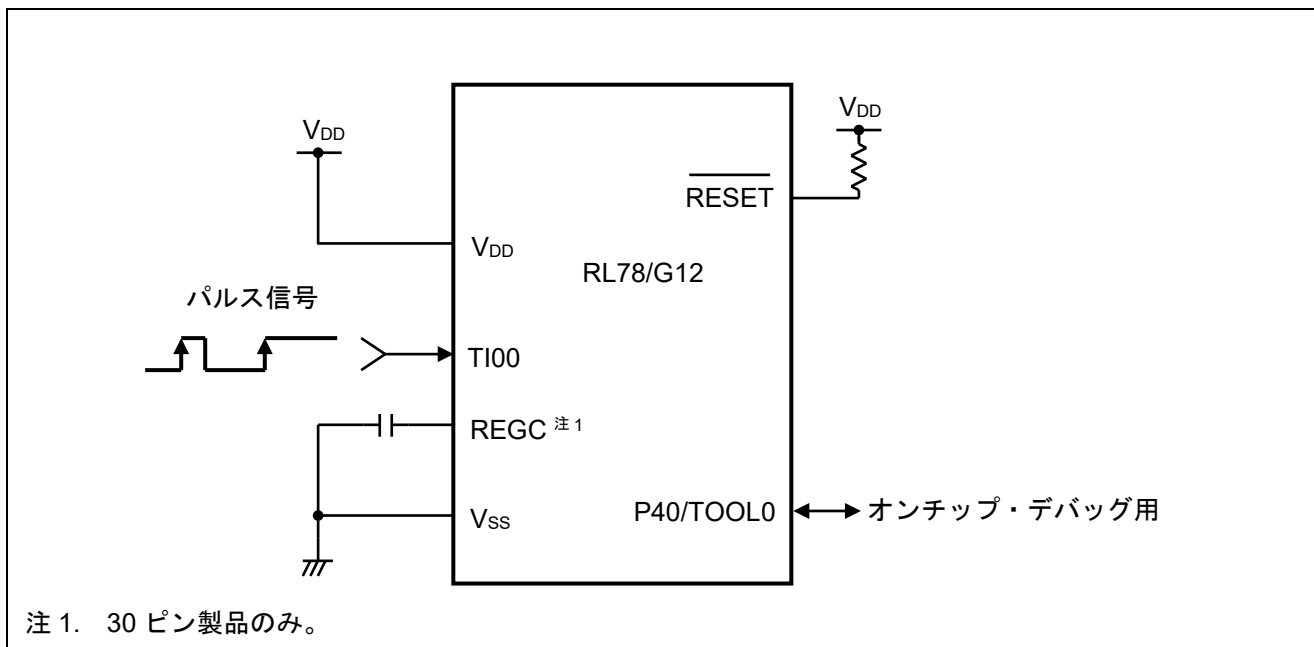 VDD
VDD
RESET
VDD
RL78/G12
パルス信号
TI00
REGC 注 1
P40/TOOL0
オンチップ・デバッグ用
VSS
注 1. 30 ピン製品のみ。